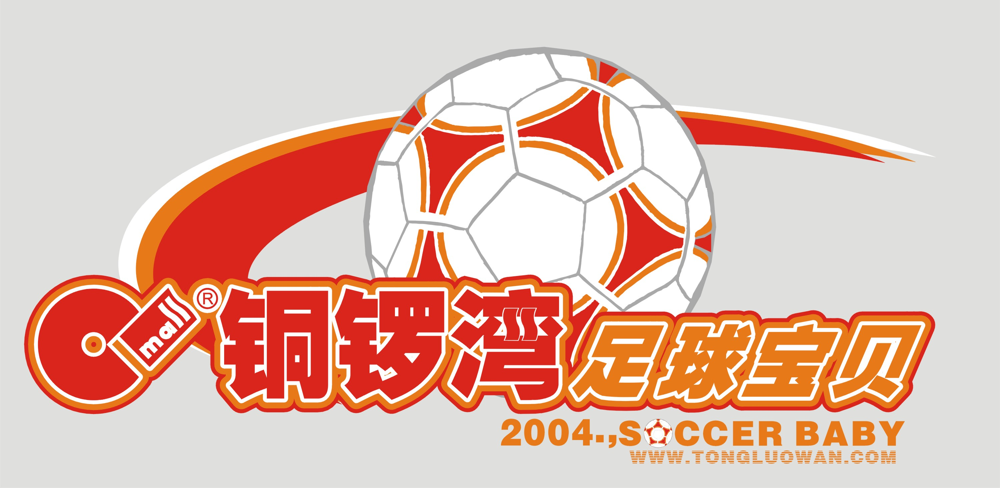 mall® 铜锣湾足球宝贝
2004.,SOCCER BABY
WWW.TONGLUOWAN.COM